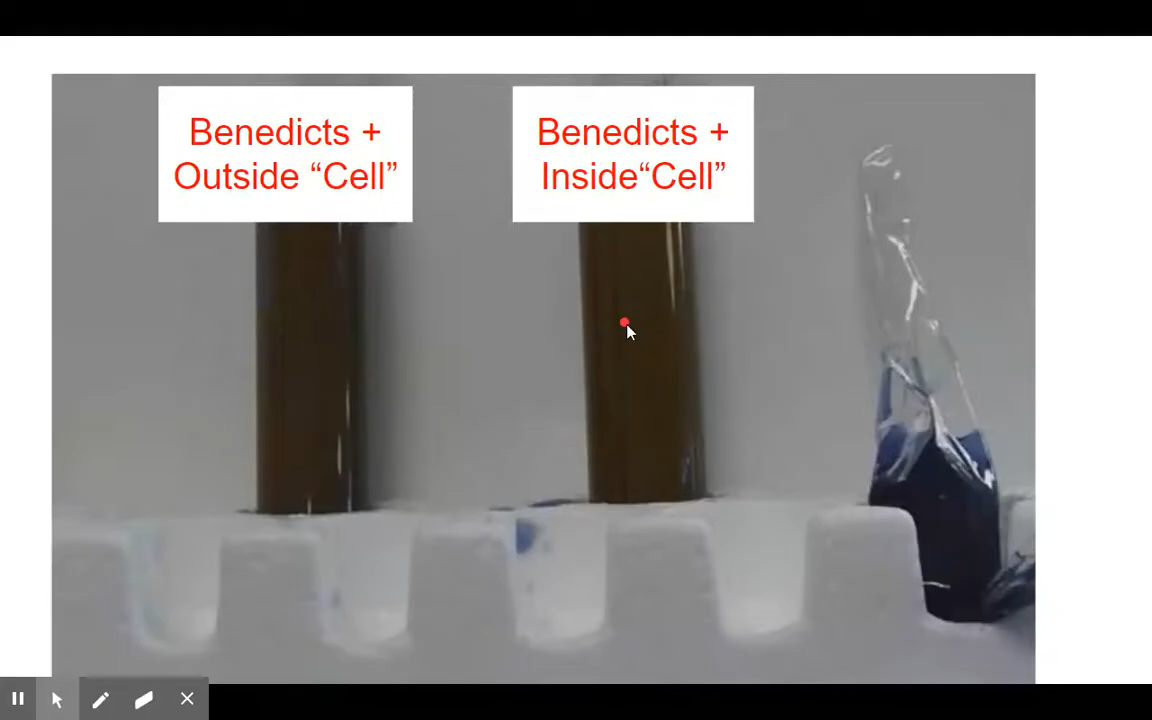 Benedicts +
Outside “Cell”
Benedicts +
Inside“Cell”